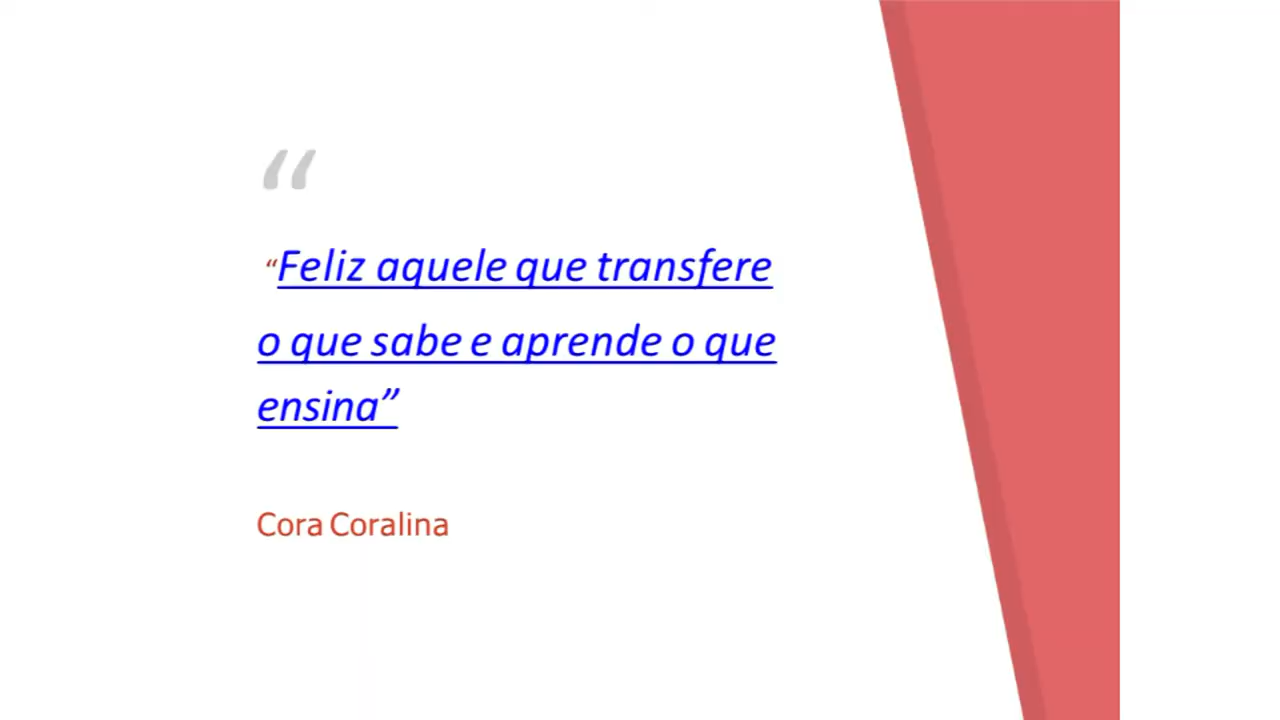 “
“Feliz aquele que transfere
o que sabe e aprende o que
ensina”
Cora Coralina